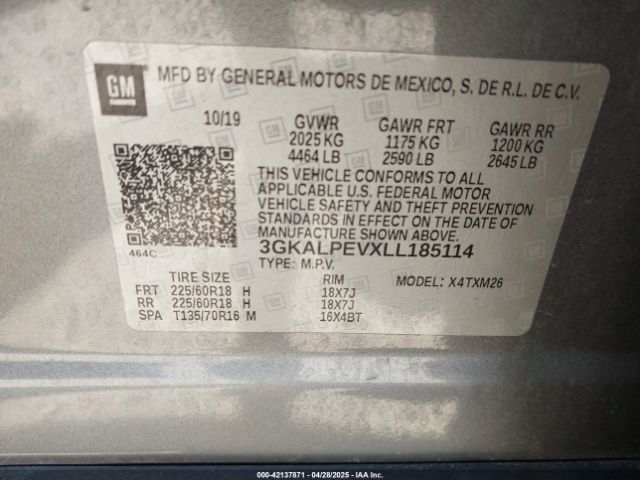 GM
MFD BY GENERAL MOTORS DE MEXICO, S. DE R.L. DE C.V.
10/19 GVWR GAWR FRT GAWR RR
2025 KG 1175 KG 1200 KG
4464 LB 2590 LB 2645 LB
THIS VEHICLE CONFORMS TO ALL
APPLICABLE U.S. FEDERAL MOTOR
VEHICLE SAFETY AND THEFT PREVENTION
STANDARDS IN EFFECT ON THE DATE OF
MANUFACTURE SHOWN ABOVE.
464C 3GKALPEVXLL185114
TYPE: M.P.V.
TIRE SIZE RIM MODEL: X4TXM26
FRT 225/60R18 H 18X7J
RR 225/60R18 H 18X7J
SPA T135/70R16 M 16X4BT
000-42137871 04/28/2025 IAA Inc.